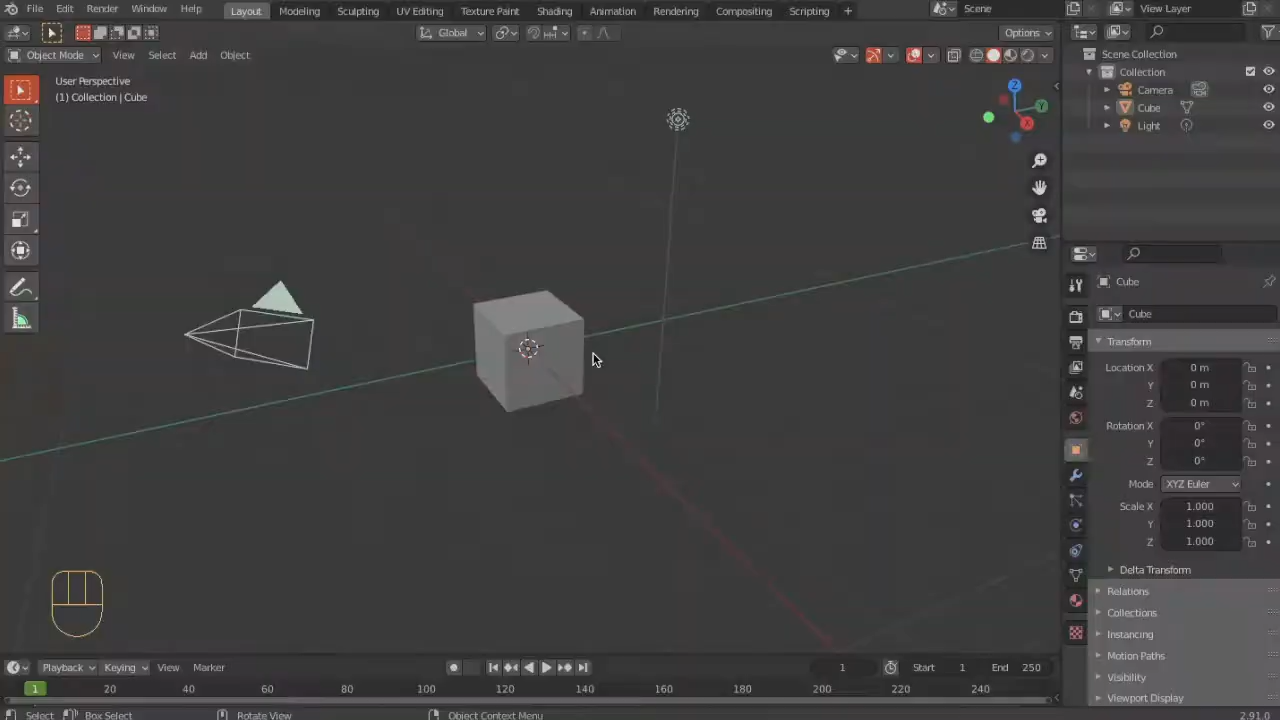 File Edit Render Window Help Layout Modeling Sculpting UV Editing Texture Paint Shading Animation Rendering Compositing Scripting + Scene View Layer
Global Options
Object Mode View Select Add Object
User Perspective
(1) Collection | Cube
Scene Collection
Collection
Camera
Cube
Light
Z
Y
X
Cube
Cube
Transform
Location X 0 m
Y 0 m
Z 0 m
Rotation X 0°
Y 0°
Z 0°
Mode XYZ Euler
Scale X 1.000
Y 1.000
Z 1.000
Delta Transform
Relations
Collections
Instancing
Motion Paths
Visibility
Viewport Display
Playback Keying View Marker 1 Start 1 End 250
1 20 40 60 80 100 120 140 160 180 200 220 240
Select Box Select Rotate View Object Context Menu 2.91.0